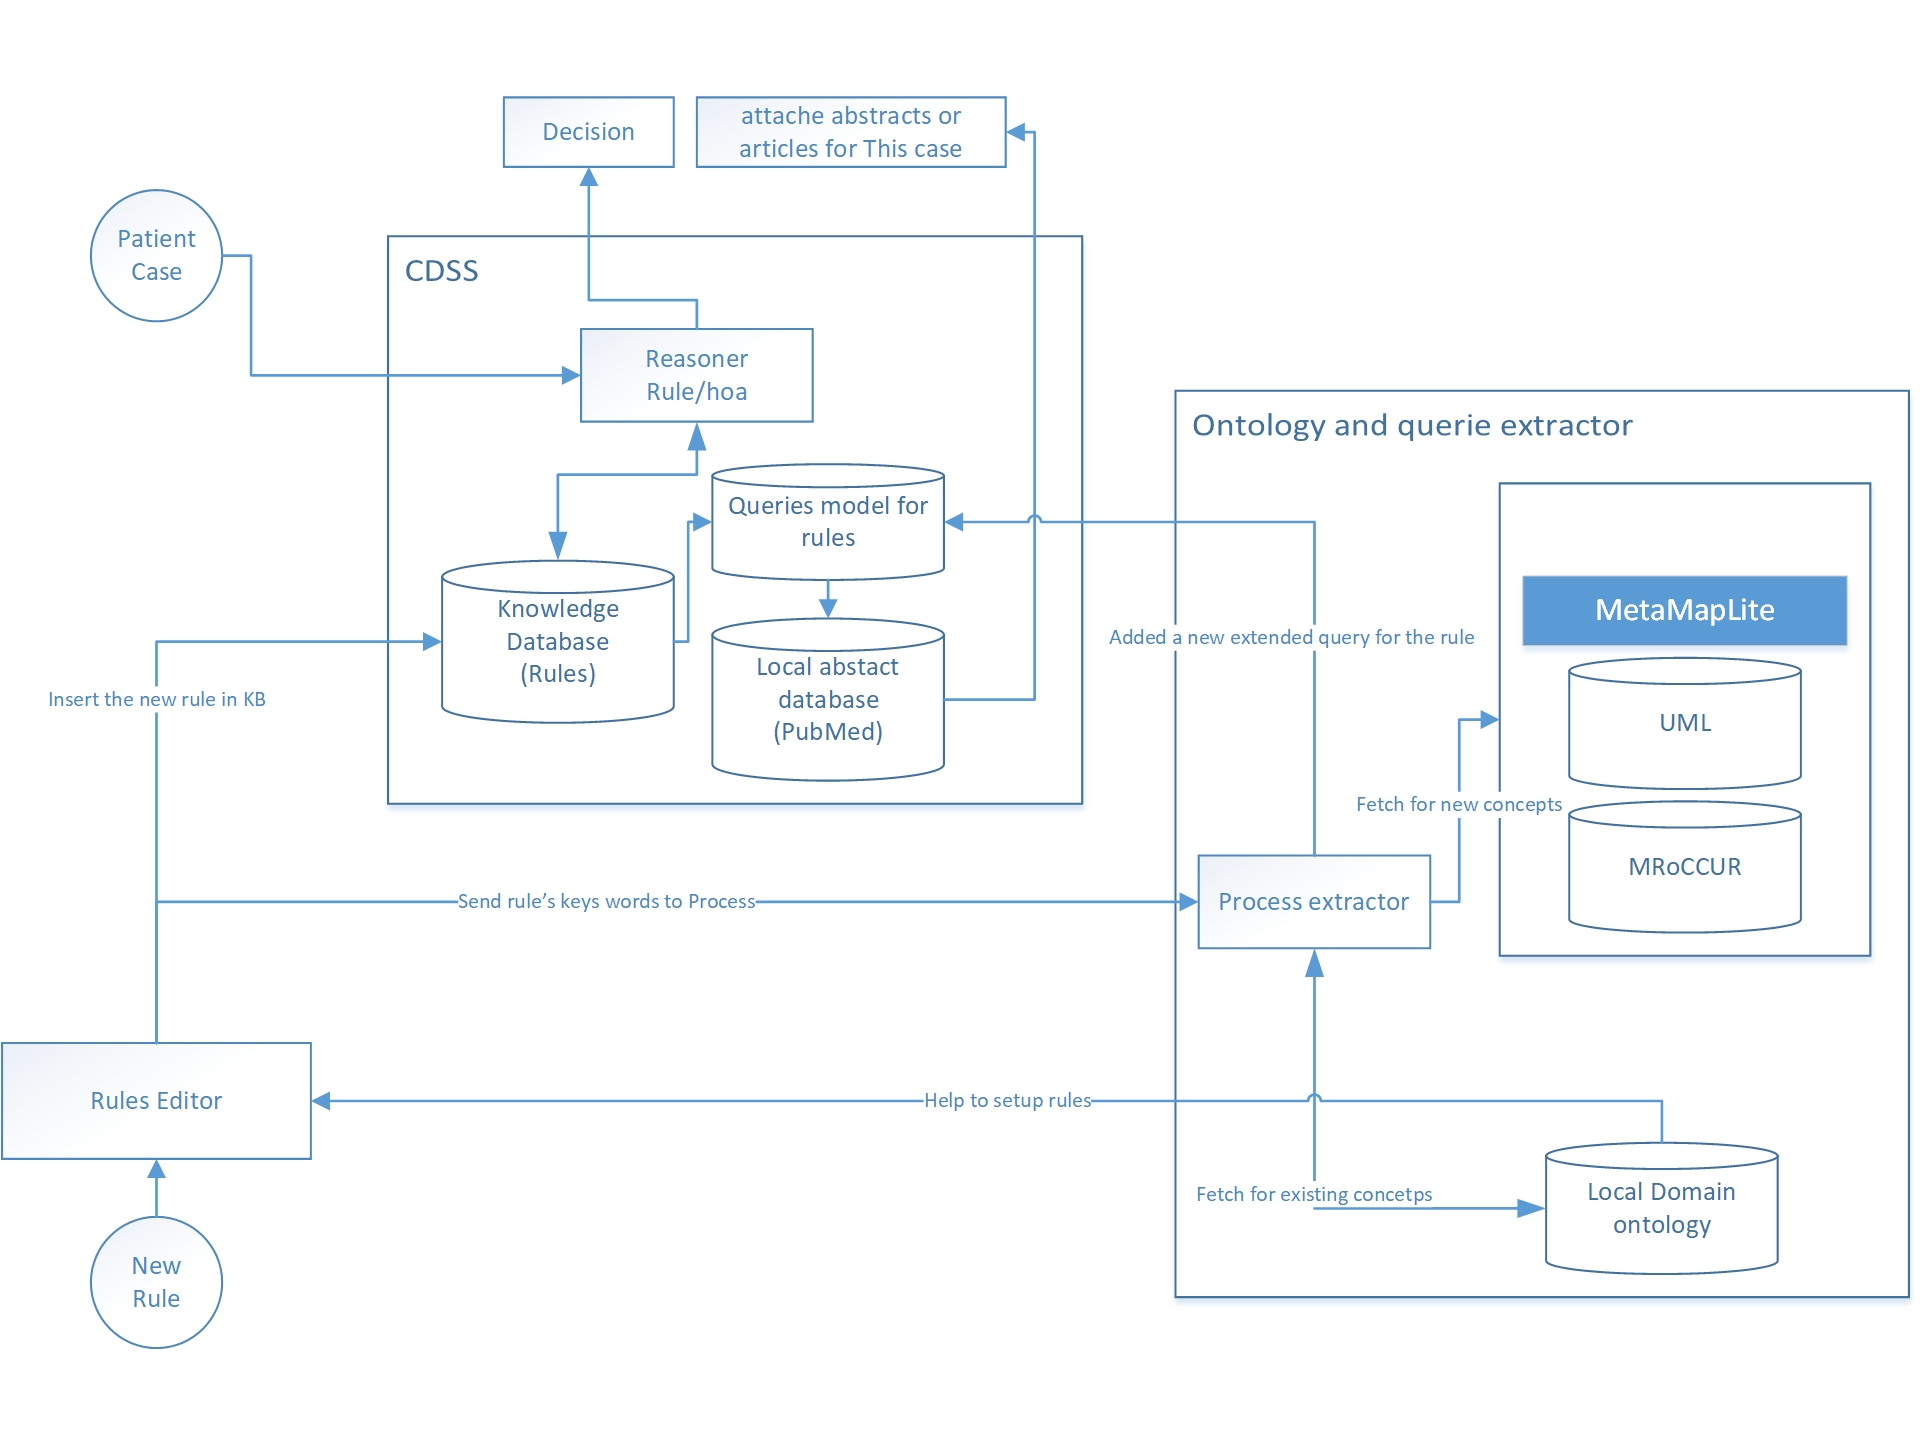 Decision
attache abstracts or
articles for This case
Patient
Case
CDSS
Reasoner
Rule/hoa
Ontology and querie extractor
Queries model for
rules
Knowledge
Database
(Rules)
MetaMapLite
Added a new extended query for the rule
Local abstact
database
(PubMed)
Insert the new rule in KB
UML
Fetch for new concepts
MRoCCUR
Send rule's keys words to Process
Process extractor
Rules Editor
Help to setup rules
Fetch for existing concetps
Local Domain
ontology
New
Rule